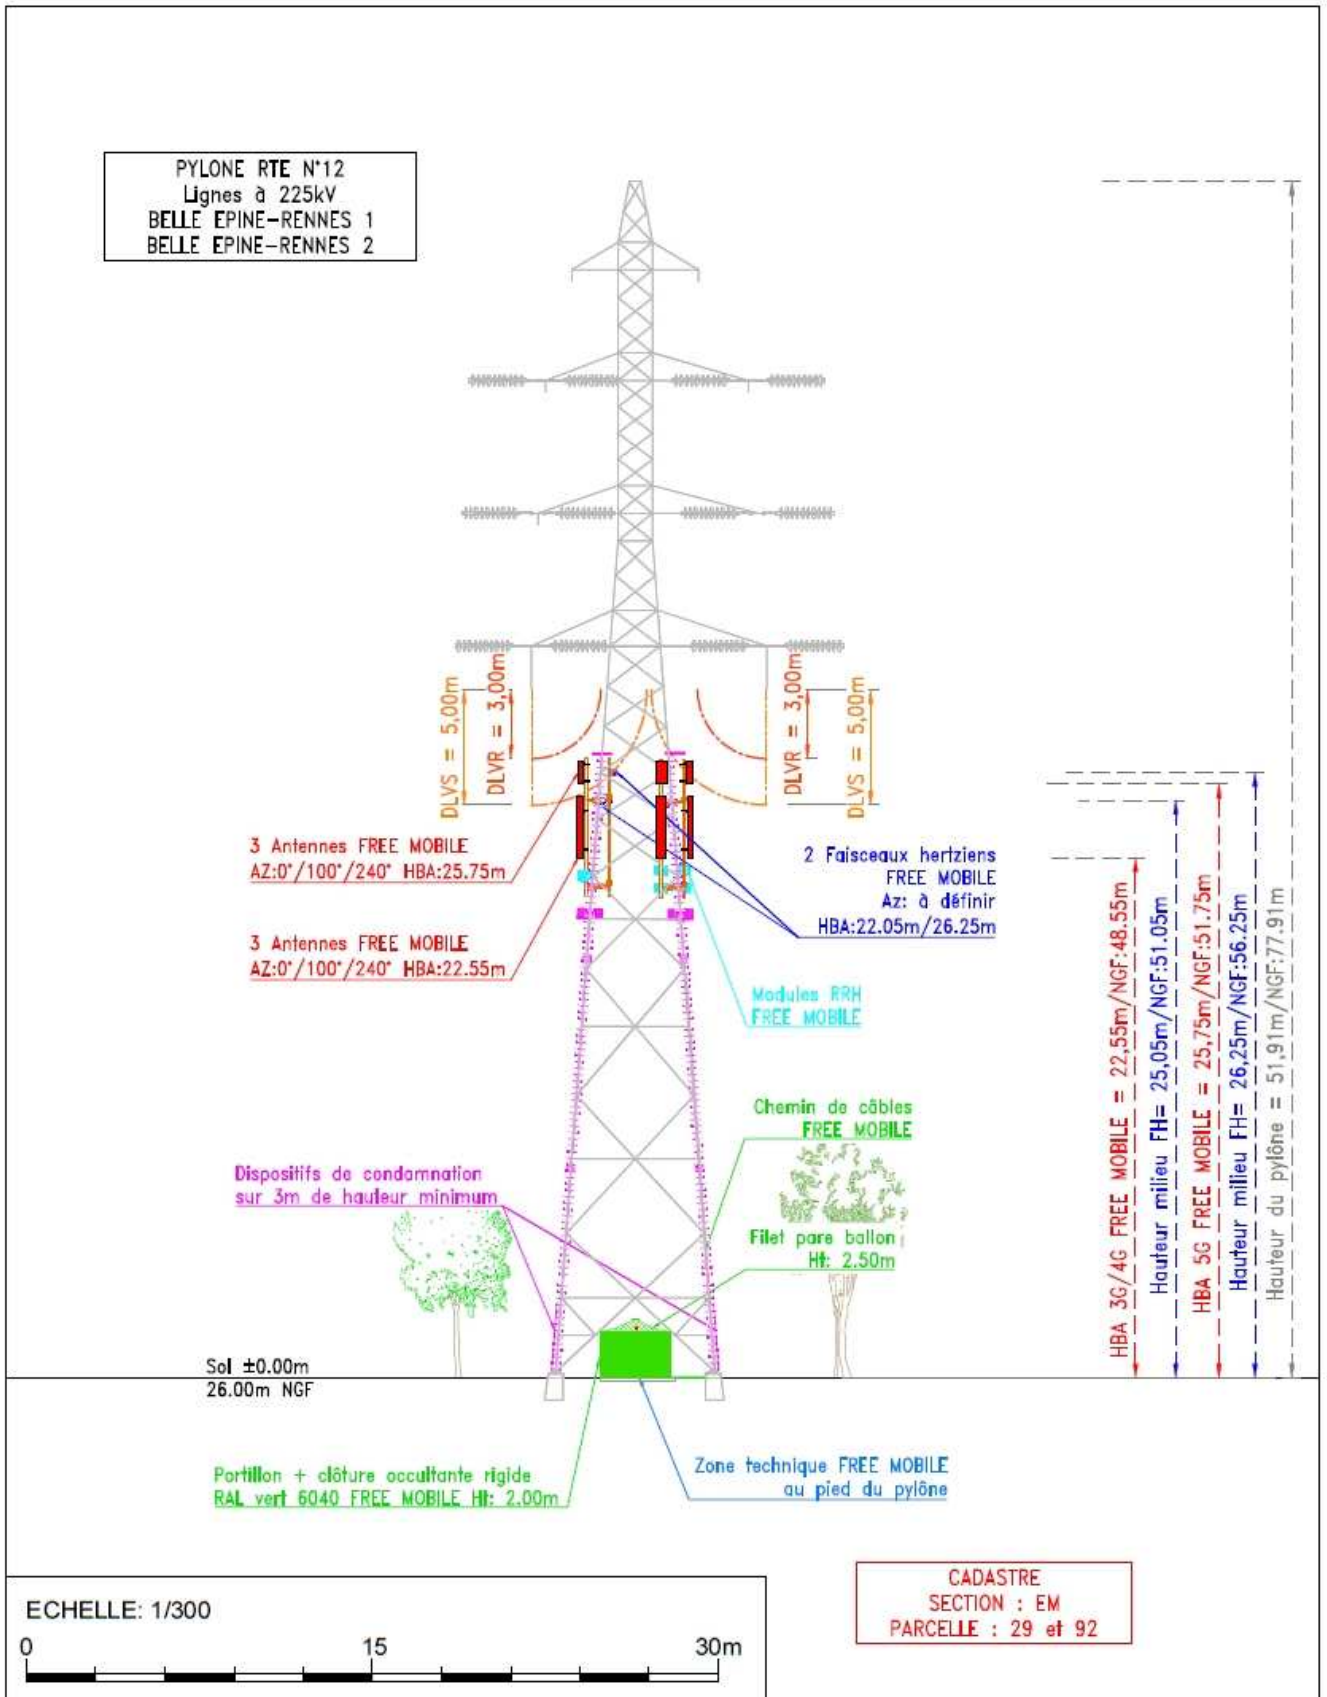 PYLONE RTE N°12
Lignes à 225kV
BELLE EPINE-RENNES 1
BELLE EPINE-RENNES 2
DLVS = 5,00m
DLVR = 3,00m
DLVR = 3,00m
DLVS = 5,00m
3 Antennes FREE MOBILE
AZ:0°/100°/240° HBA:25.75m
3 Antennes FREE MOBILE
AZ:0°/100°/240° HBA:22.55m
2 Faisceaux hertziens
FREE MOBILE
Az: à définir
HBA:22.05m/26.25m
Modules RRH
FREE MOBILE
Chemin de câbles
FREE MOBILE
Dispositifs de condamnation
sur 3m de hauteur minimum
Filet pare ballon
Ht: 2.50m
HBA 3G/4G FREE MOBILE = 22,55m/NGF:48.55m
Hauteur milieu FH= 25,05m/NGF:51.05m
HBA 5G FREE MOBILE = 25,75m/NGF:51.75m
Hauteur milieu FH= 26,25m/NGF:56.25m
Hauteur du pylône = 51,91m/NGF:77.91m
Sol ±0.00m
26.00m NGF
Portillon + clôture occultante rigide
RAL vert 6040 FREE MOBILE Ht: 2.00m
Zone technique FREE MOBILE
au pied du pylône
CADASTRE
SECTION : EM
PARCELLE : 29 et 92
ECHELLE: 1/300
0 15 30m